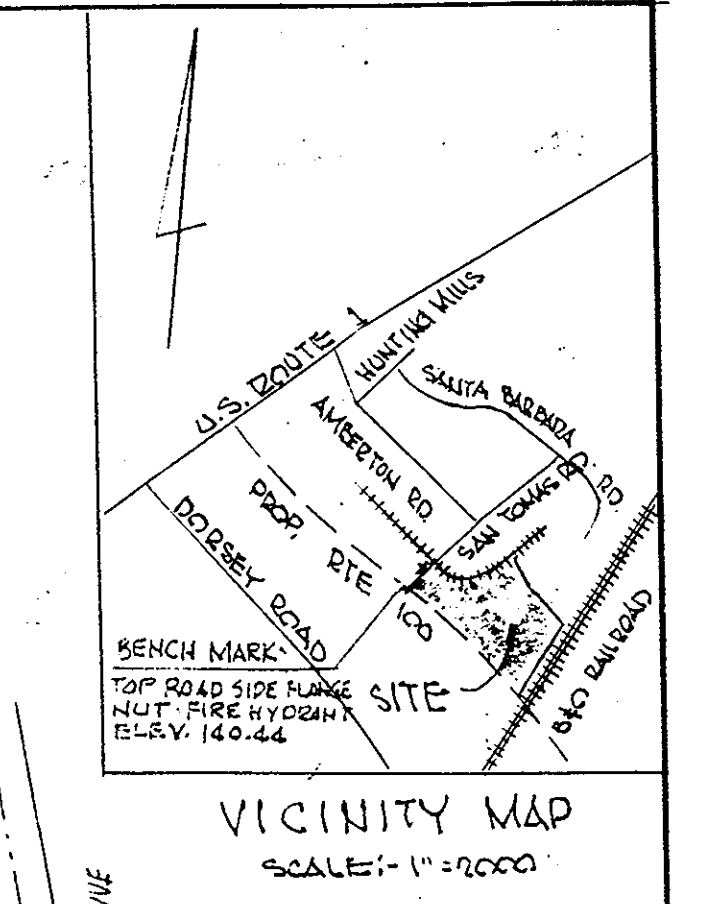 U.S. ROUTE 1
HUNTING HILLS
SANTA BARBARA RD.
AMBERTON RD.
SAN TOMAS RD.
PROP. RTE 100
DORSEY ROAD
BENCH MARK
TOP ROAD SIDE FLANGE
NUT FIRE HYDRANT
ELEV. 140.44
SITE
B&O RAILROAD
VICINITY MAP
SCALE:- 1" = 2000'